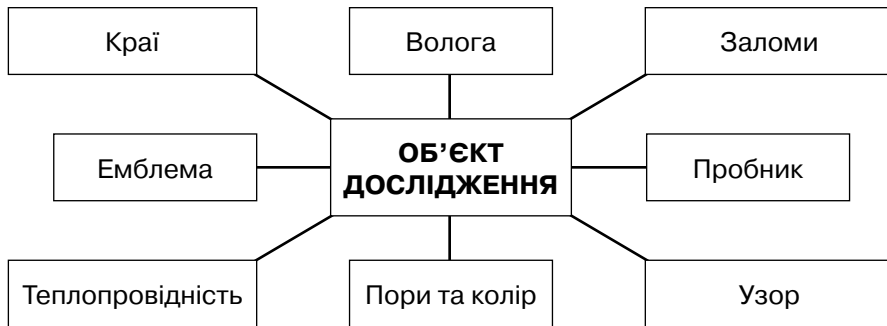 Краї
Волога
Заломи
Емблема
ОБ’ЄКТ
ДОСЛІДЖЕННЯ
Пробник
Теплопровідність
Пори та колір
Узор